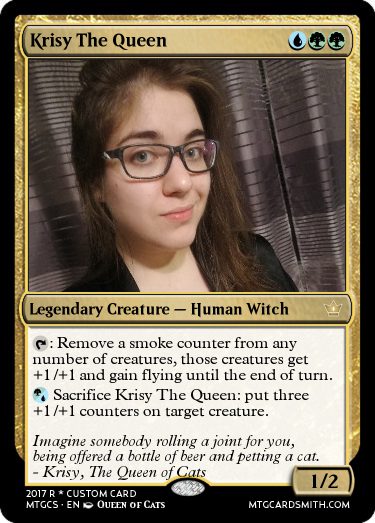 Krisy The Queen
Legendary Creature — Human Witch
: Remove a smoke counter from any
number of creatures, those creatures get
+1/+1 and gain flying until the end of turn.
Sacrifice Krisy The Queen: put three
+1/+1 counters on target creature.
Imagine somebody rolling a joint for you,
being offered a bottle of beer and petting a cat.
- Krisy, The Queen of Cats
1/2
2017 R * CUSTOM CARD
MTGCS • EN QUEEN OF CATS
MTGCARDSMITH.COM